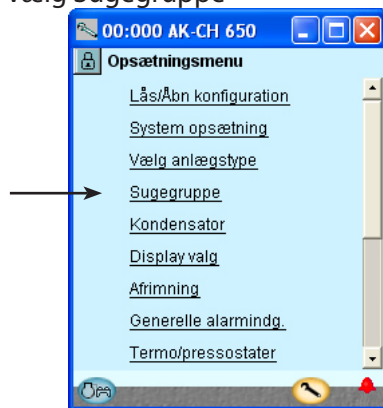 Vælg Sugegruppe
00:000 AK-CH 650
Opsætningsmenu
Lås/Åbn konfiguration
System opsætning
Vælg anlægstype
Sugegruppe
Kondensator
Display valg
Afrimning
Generelle alarmindg.
Termo/pressostater